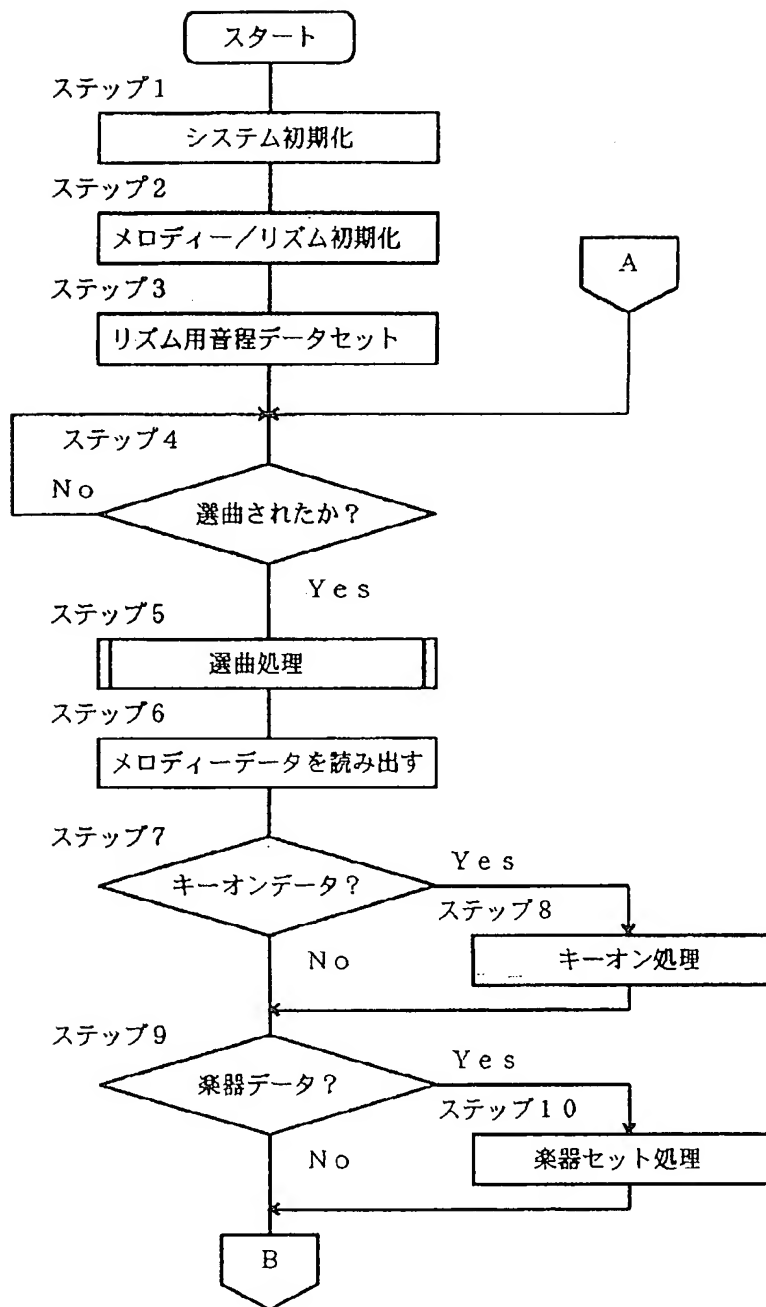 スタート
ステップ1
システム初期化
ステップ2
メロディー/リズム初期化
A
ステップ3
リズム用音程データセット
ステップ4
No
選曲されたか?
Yes
ステップ5
選曲処理
ステップ6
メロディーデータを読み出す
ステップ7
キーオンデータ?
Yes
ステップ8
キーオン処理
No
ステップ9
楽器データ?
Yes
ステップ10
楽器セット処理
No
B